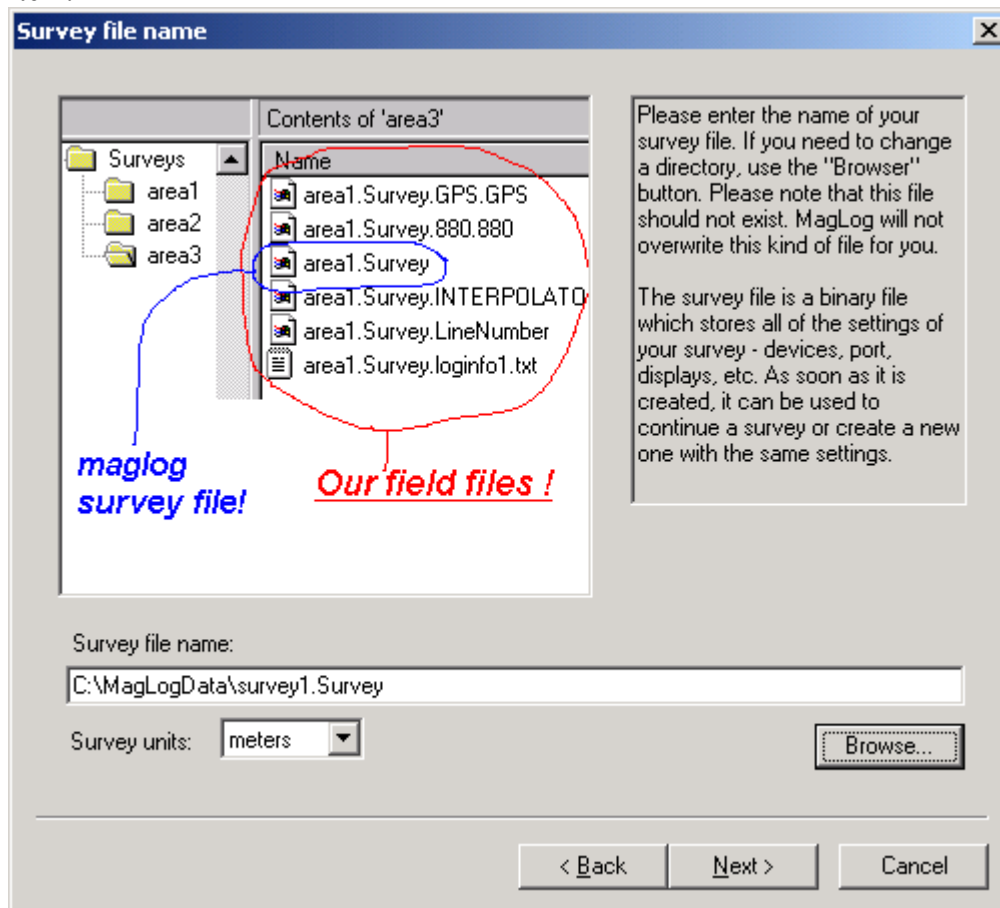 Survey file name
Contents of 'area3'
Name
Surveys
area1
area2
area3
area1.Survey.GPS.GPS
area1.Survey.880.880
area1.Survey
area1.Survey.INTERPOLATO
area1.Survey.LineNumber
area1.Survey.loginfo1.txt
maglog
survey file!
Our field files !
Please enter the name of your
survey file. If you need to change
a directory, use the "Browser"
button. Please note that this file
should not exist. MagLog will not
overwrite this kind of file for you.
The survey file is a binary file
which stores all of the settings of
your survey - devices, port,
displays, etc. As soon as it is
created, it can be used to
continue a survey or create a new
one with the same settings.
Survey file name:
C:\MagLogData\survey1.Survey
Survey units: meters
Browse...
< Back
Next >
Cancel